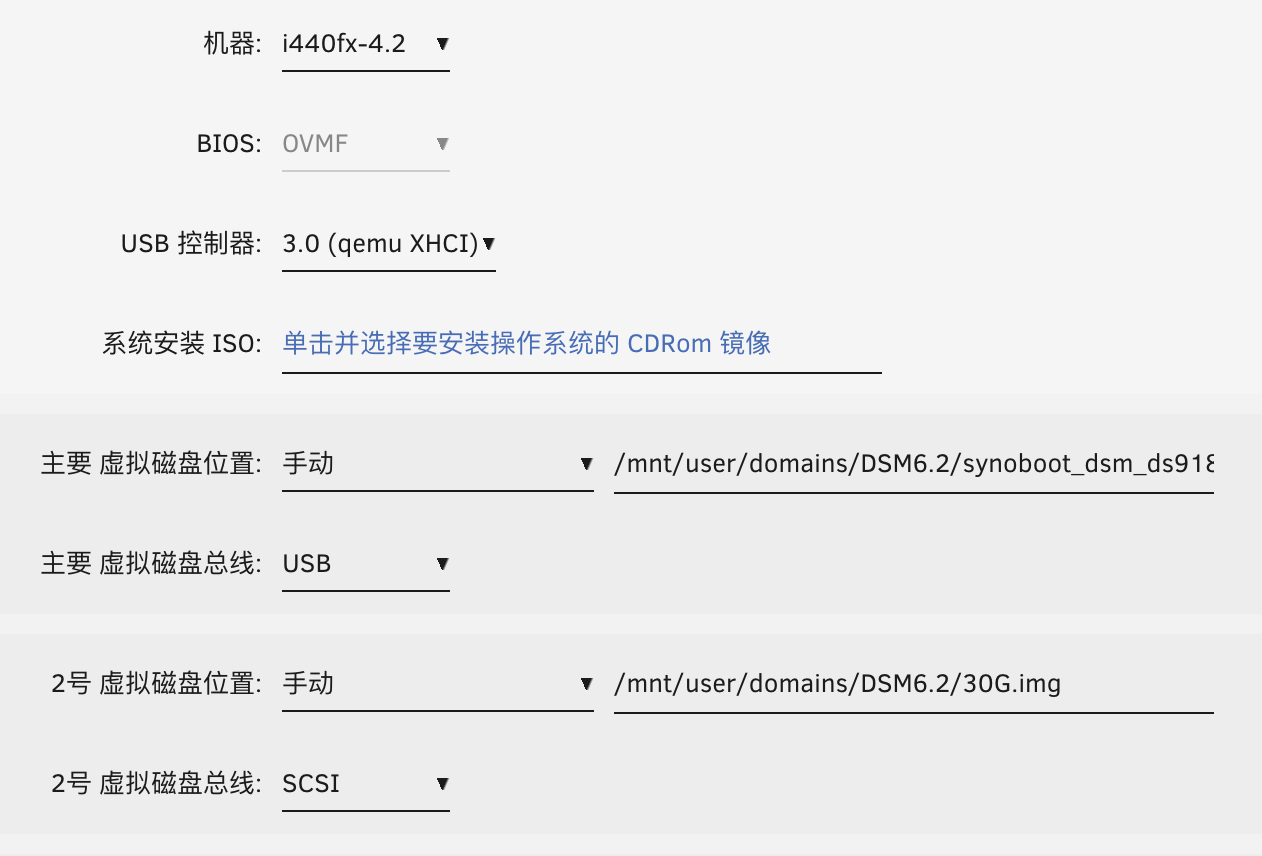 机器: i440fx-4.2
BIOS: OVMF
USB 控制器: 3.0 (qemu XHCI)
系统安装 ISO: 单击并选择要安装操作系统的 CDRom 镜像
主要 虚拟磁盘位置: 手动 /mnt/user/domains/DSM6.2/synoboot_dsm_ds918
主要 虚拟磁盘总线: USB
2号 虚拟磁盘位置: 手动 /mnt/user/domains/DSM6.2/30G.img
2号 虚拟磁盘总线: SCSI